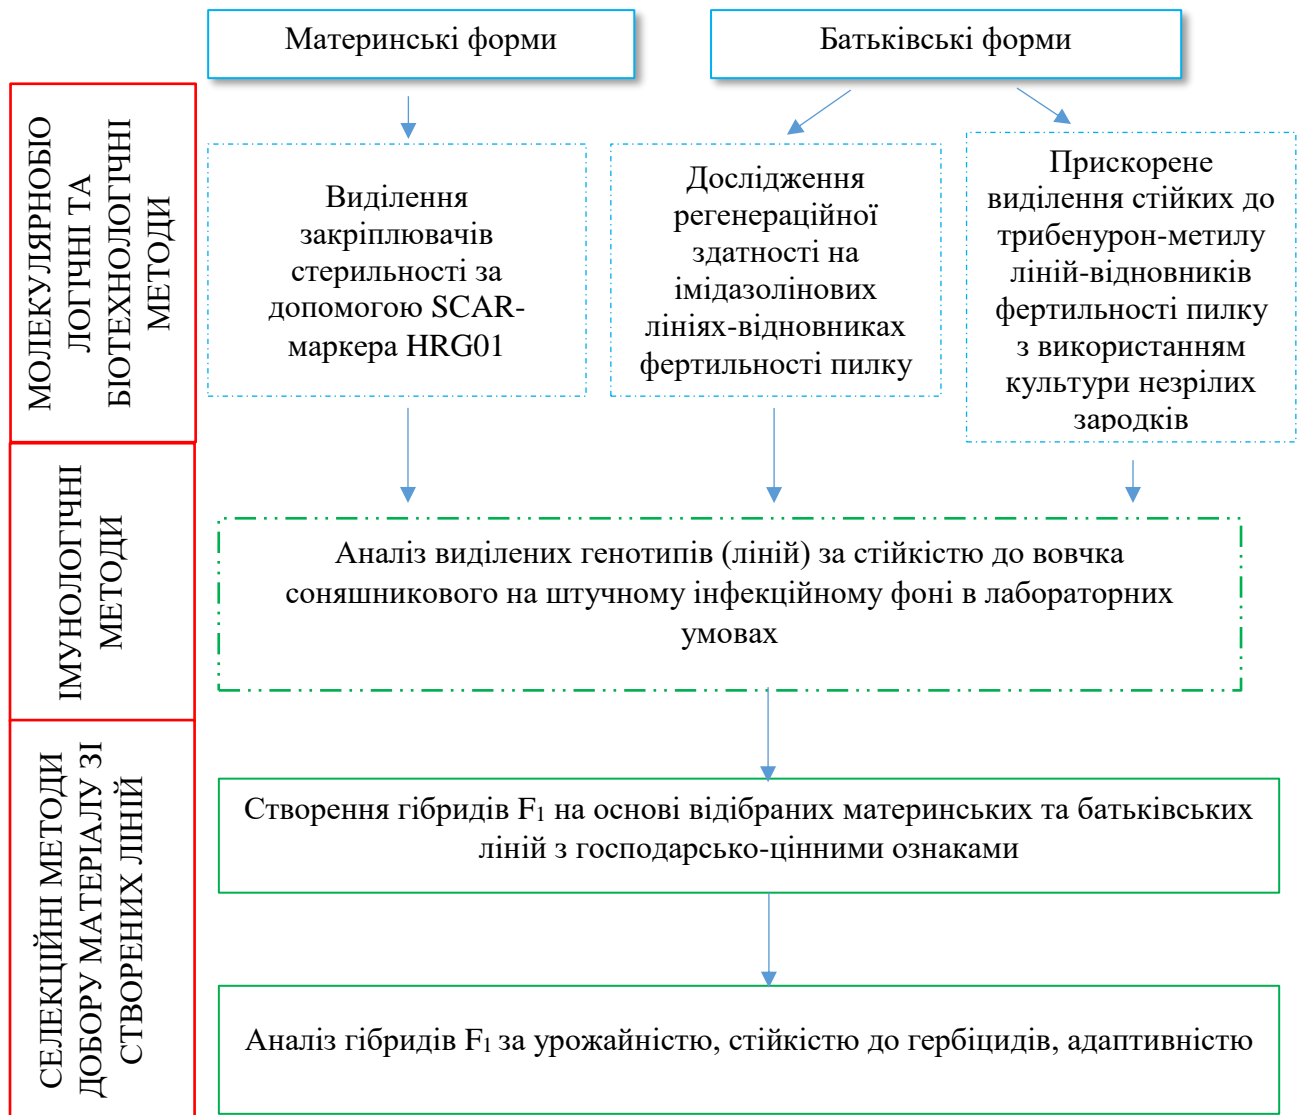 Материнські форми
Батьківські форми
МОЛЕКУЛЯРНОБІО
ЛОГІЧНІ ТА
БІОТЕХНОЛОГІЧНІ
МЕТОДИ
Виділення
закріплювачів
стерильності за
допомогою SCAR-
маркера HRG01
Дослідження
регенераційної
здатності на
імідазолінових
лініях-відновниках
фертильності пилку
Прискорене
виділення стійких до
трибенурон-метилу
ліній-відновників
фертильності пилку
з використанням
культури незрілих
зародків
ІМУНОЛОГІЧНІ
МЕТОДИ
Аналіз виділених генотипів (ліній) за стійкістю до вовчка
соняшникового на штучному інфекційному фоні в лабораторних
умовах
СЕЛЕКЦІЙНІ МЕТОДИ
ДОБОРУ МАТЕРІАЛУ ЗІ
СТВОРЕНИХ ЛІНІЙ
Створення гібридів F₁ на основі відібраних материнських та батьківських
ліній з господарсько-цінними ознаками
Аналіз гібридів F₁ за урожайністю, стійкістю до гербіцидів, адаптивністю